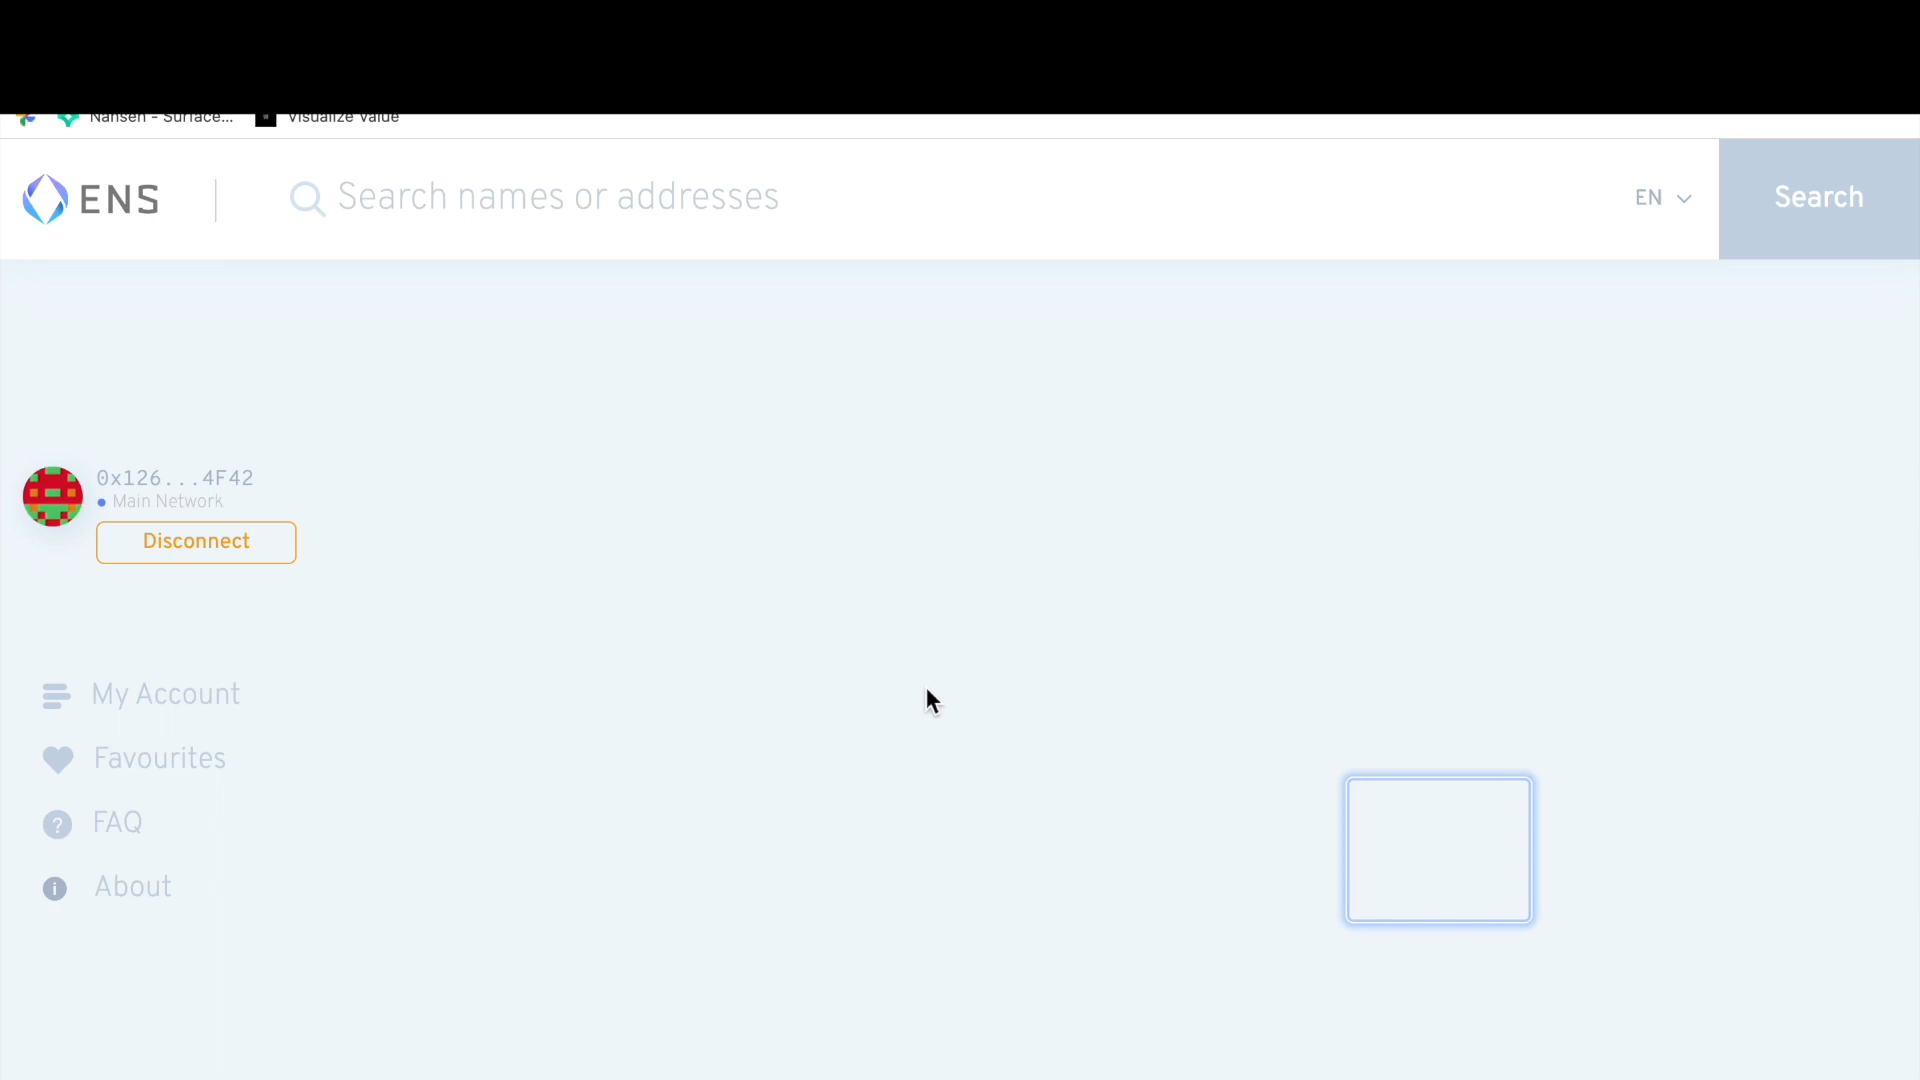 Nansen - Surface...
Visualize Value
ENS
Search names or addresses
EN
Search
0x126...4F42
Main Network
Disconnect
My Account
Favourites
FAQ
About